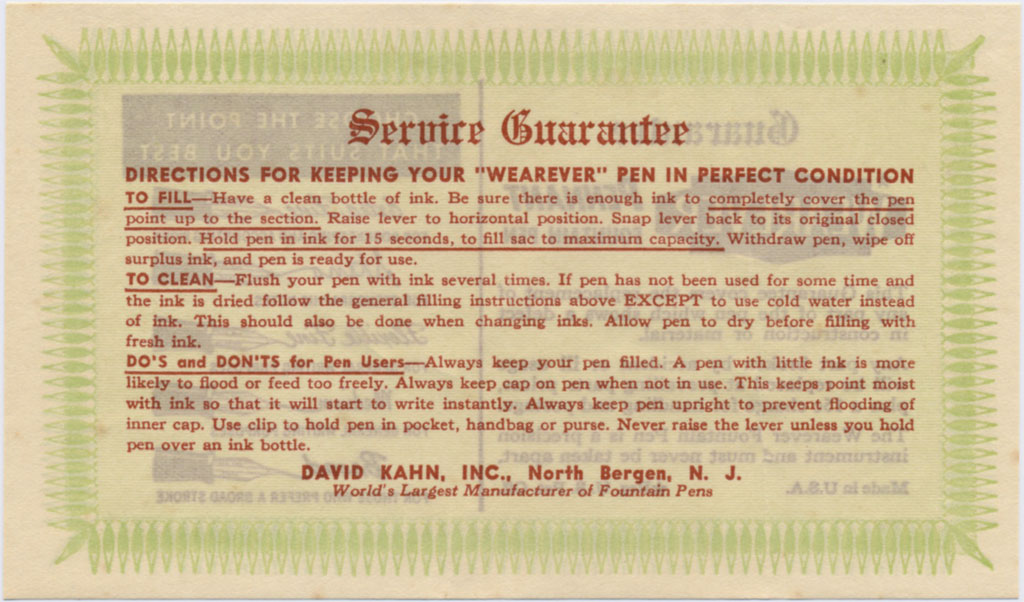 Service Guarantee
DIRECTIONS FOR KEEPING YOUR "WEAREVER" PEN IN PERFECT CONDITION
TO FILL—Have a clean bottle of ink. Be sure there is enough ink to completely cover the pen
point up to the section. Raise lever to horizontal position. Snap lever back to its original closed
position. Hold pen in ink for 15 seconds, to fill sac to maximum capacity. Withdraw pen, wipe off
surplus ink, and pen is ready for use.
TO CLEAN—Flush your pen with ink several times. If pen has not been used for some time and
the ink is dried follow the general filling instructions above EXCEPT to use cold water instead
of ink. This should also be done when changing inks. Allow pen to dry before filling with
fresh ink.
DO'S and DON'TS for Pen Users—Always keep your pen filled. A pen with little ink is more
likely to flood or feed too freely. Always keep cap on pen when not in use. This keeps point moist
with ink so that it will start to write instantly. Always keep pen upright to prevent flooding of
inner cap. Use clip to hold pen in pocket, handbag or purse. Never raise the lever unless you hold
pen over an ink bottle.
DAVID KAHN, INC., North Bergen, N. J.
World's Largest Manufacturer of Fountain Pens